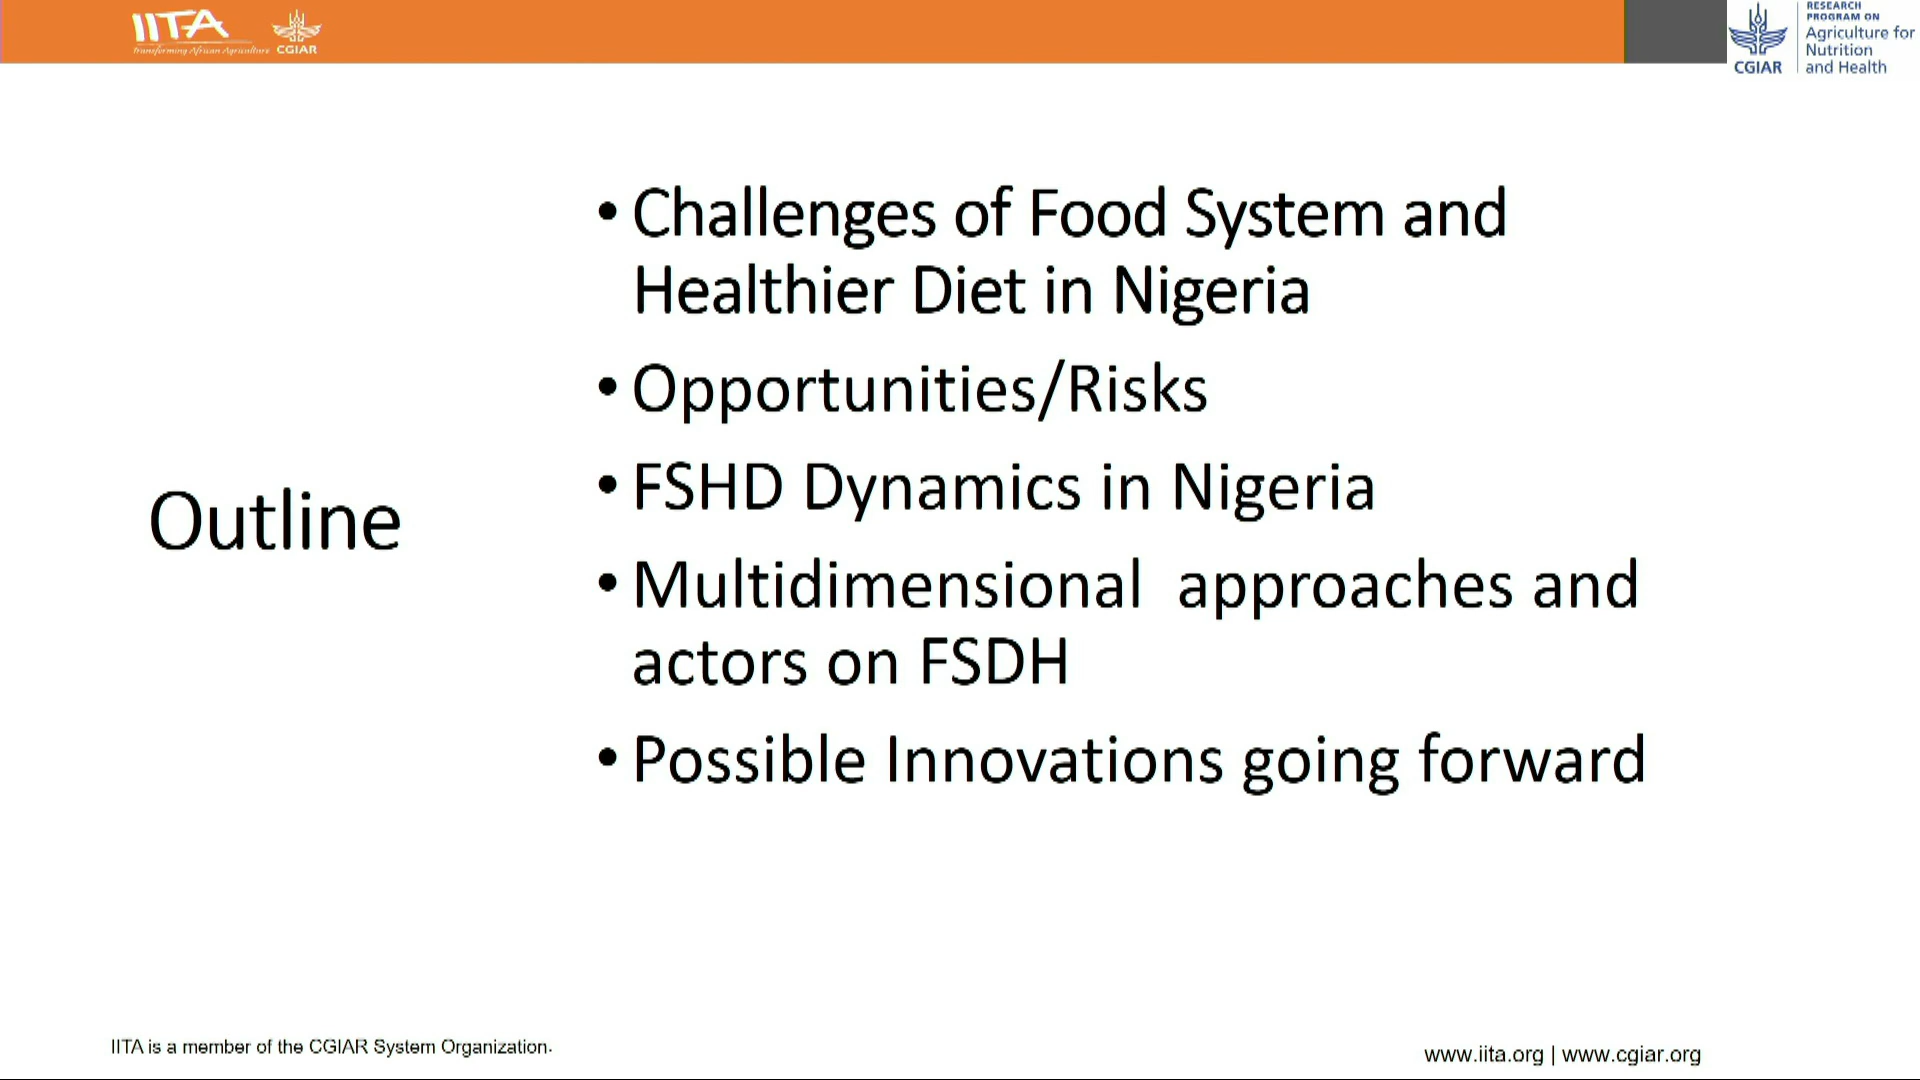 IITA
Transforming African Agriculture
CGIAR
CGIAR
RESEARCH
PROGRAM ON
Agriculture for
Nutrition
and Health
Outline
• Challenges of Food System and
Healthier Diet in Nigeria
• Opportunities/Risks
• FSHD Dynamics in Nigeria
• Multidimensional approaches and
actors on FSDH
• Possible Innovations going forward
IITA is a member of the CGIAR System Organization.
www.iita.org | www.cgiar.org